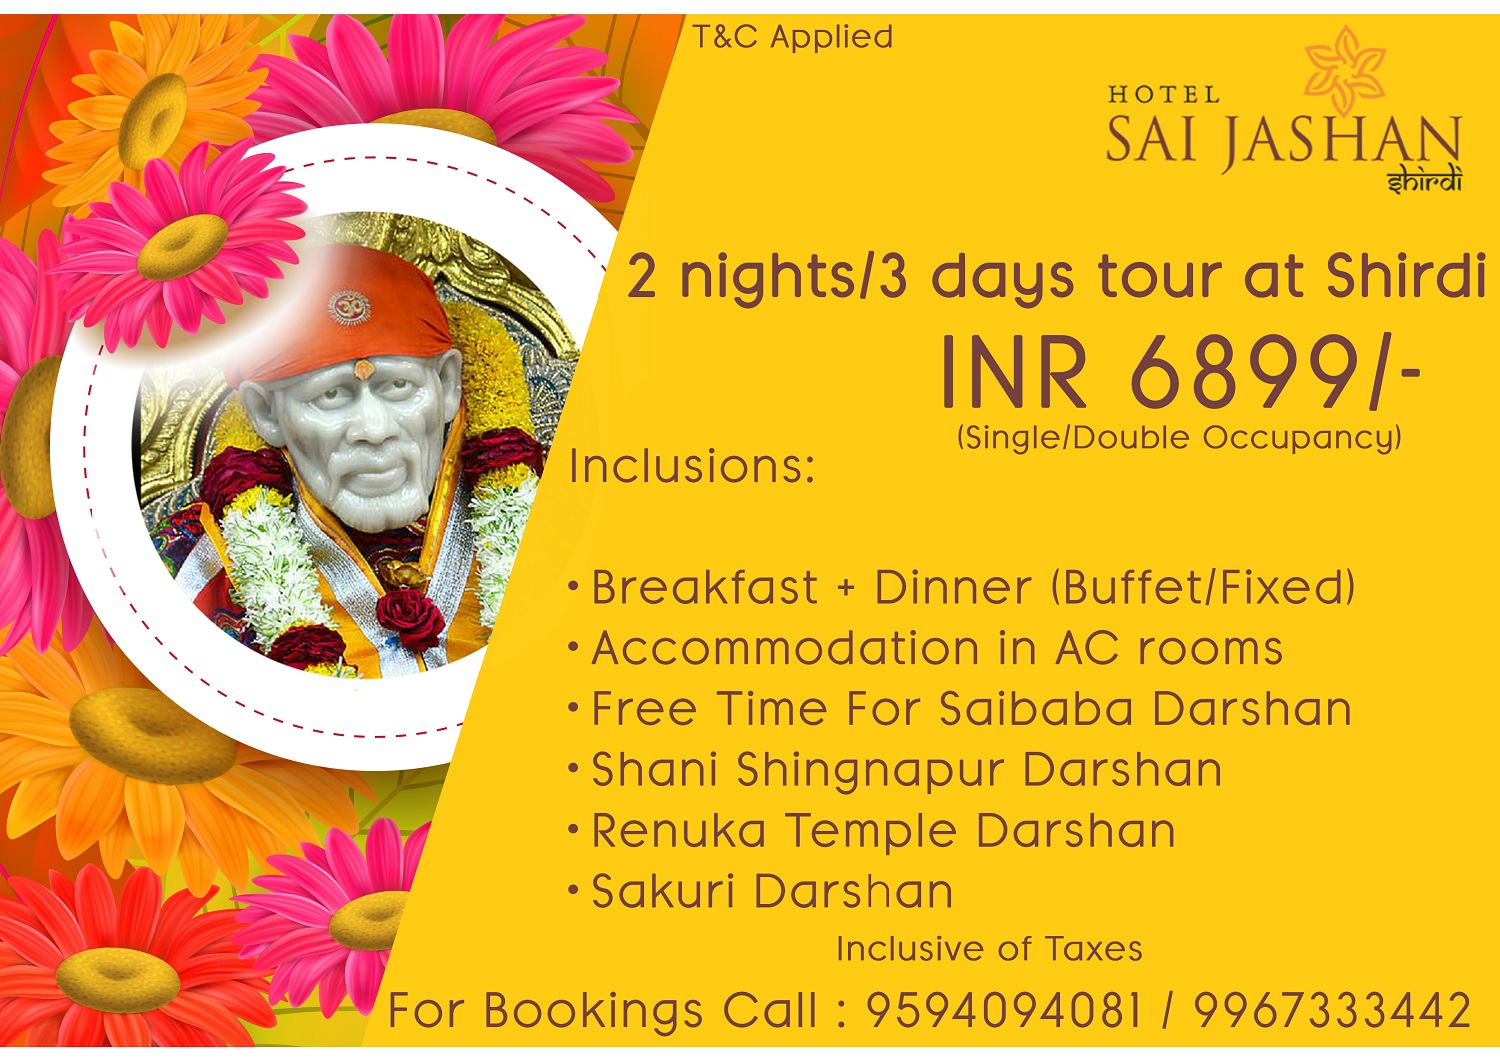 T&C Applied
HOTEL
SAI JASHAN
shirdi
2 nights/3 days tour at Shirdi
INR 6899/-
(Single/Double Occupancy)
Inclusions:
• Breakfast + Dinner (Buffet/Fixed)
• Accommodation in AC rooms
• Free Time For Saibaba Darshan
• Shani Shingnapur Darshan
• Renuka Temple Darshan
• Sakuri Darshan
Inclusive of Taxes
For Bookings Call : 9594094081 / 9967333442